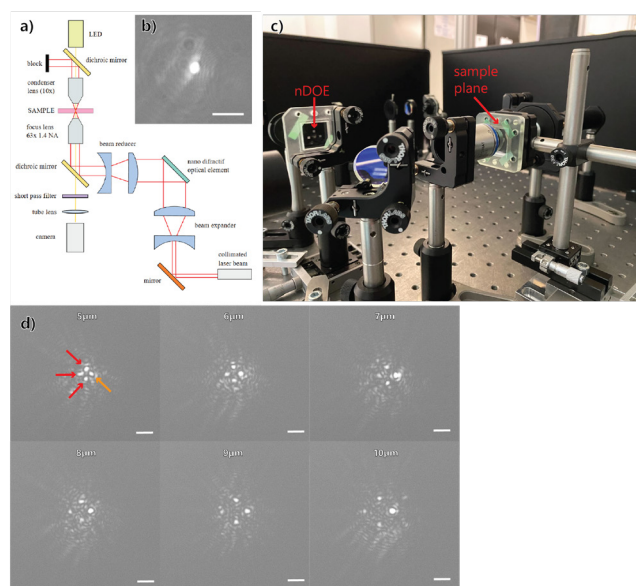 a)
LED
block
dichroic mirror
condenser
lens (10x)
SAMPLE
focus lens
63x 1.4 NA
dichroic mirror
short pass filter
tube lens
camera
beam reducer
nano diffractif
optical element
beam expander
collimated
laser beam
mirror
b)
c)
nDOE
sample
plane
d)
5μm
6μm
7μm
8μm
9μm
10μm